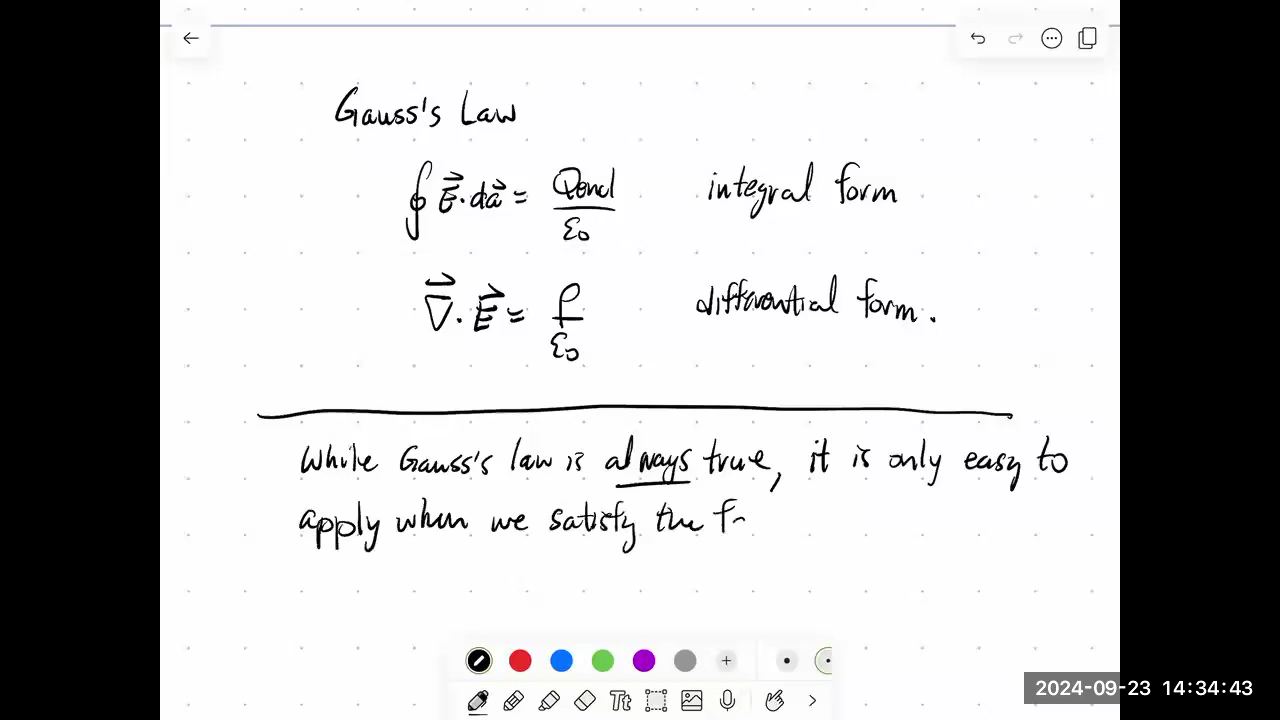 Gauss's Law
∮ E⃗·da⃗ = Qencl/ε0 integral form
∇⃗·E⃗ = ρ/ε0 differential form.
While Gauss's law is always true, it is only easy to
apply when we satisfy the f
Tt
2024-09-23 14:34:43